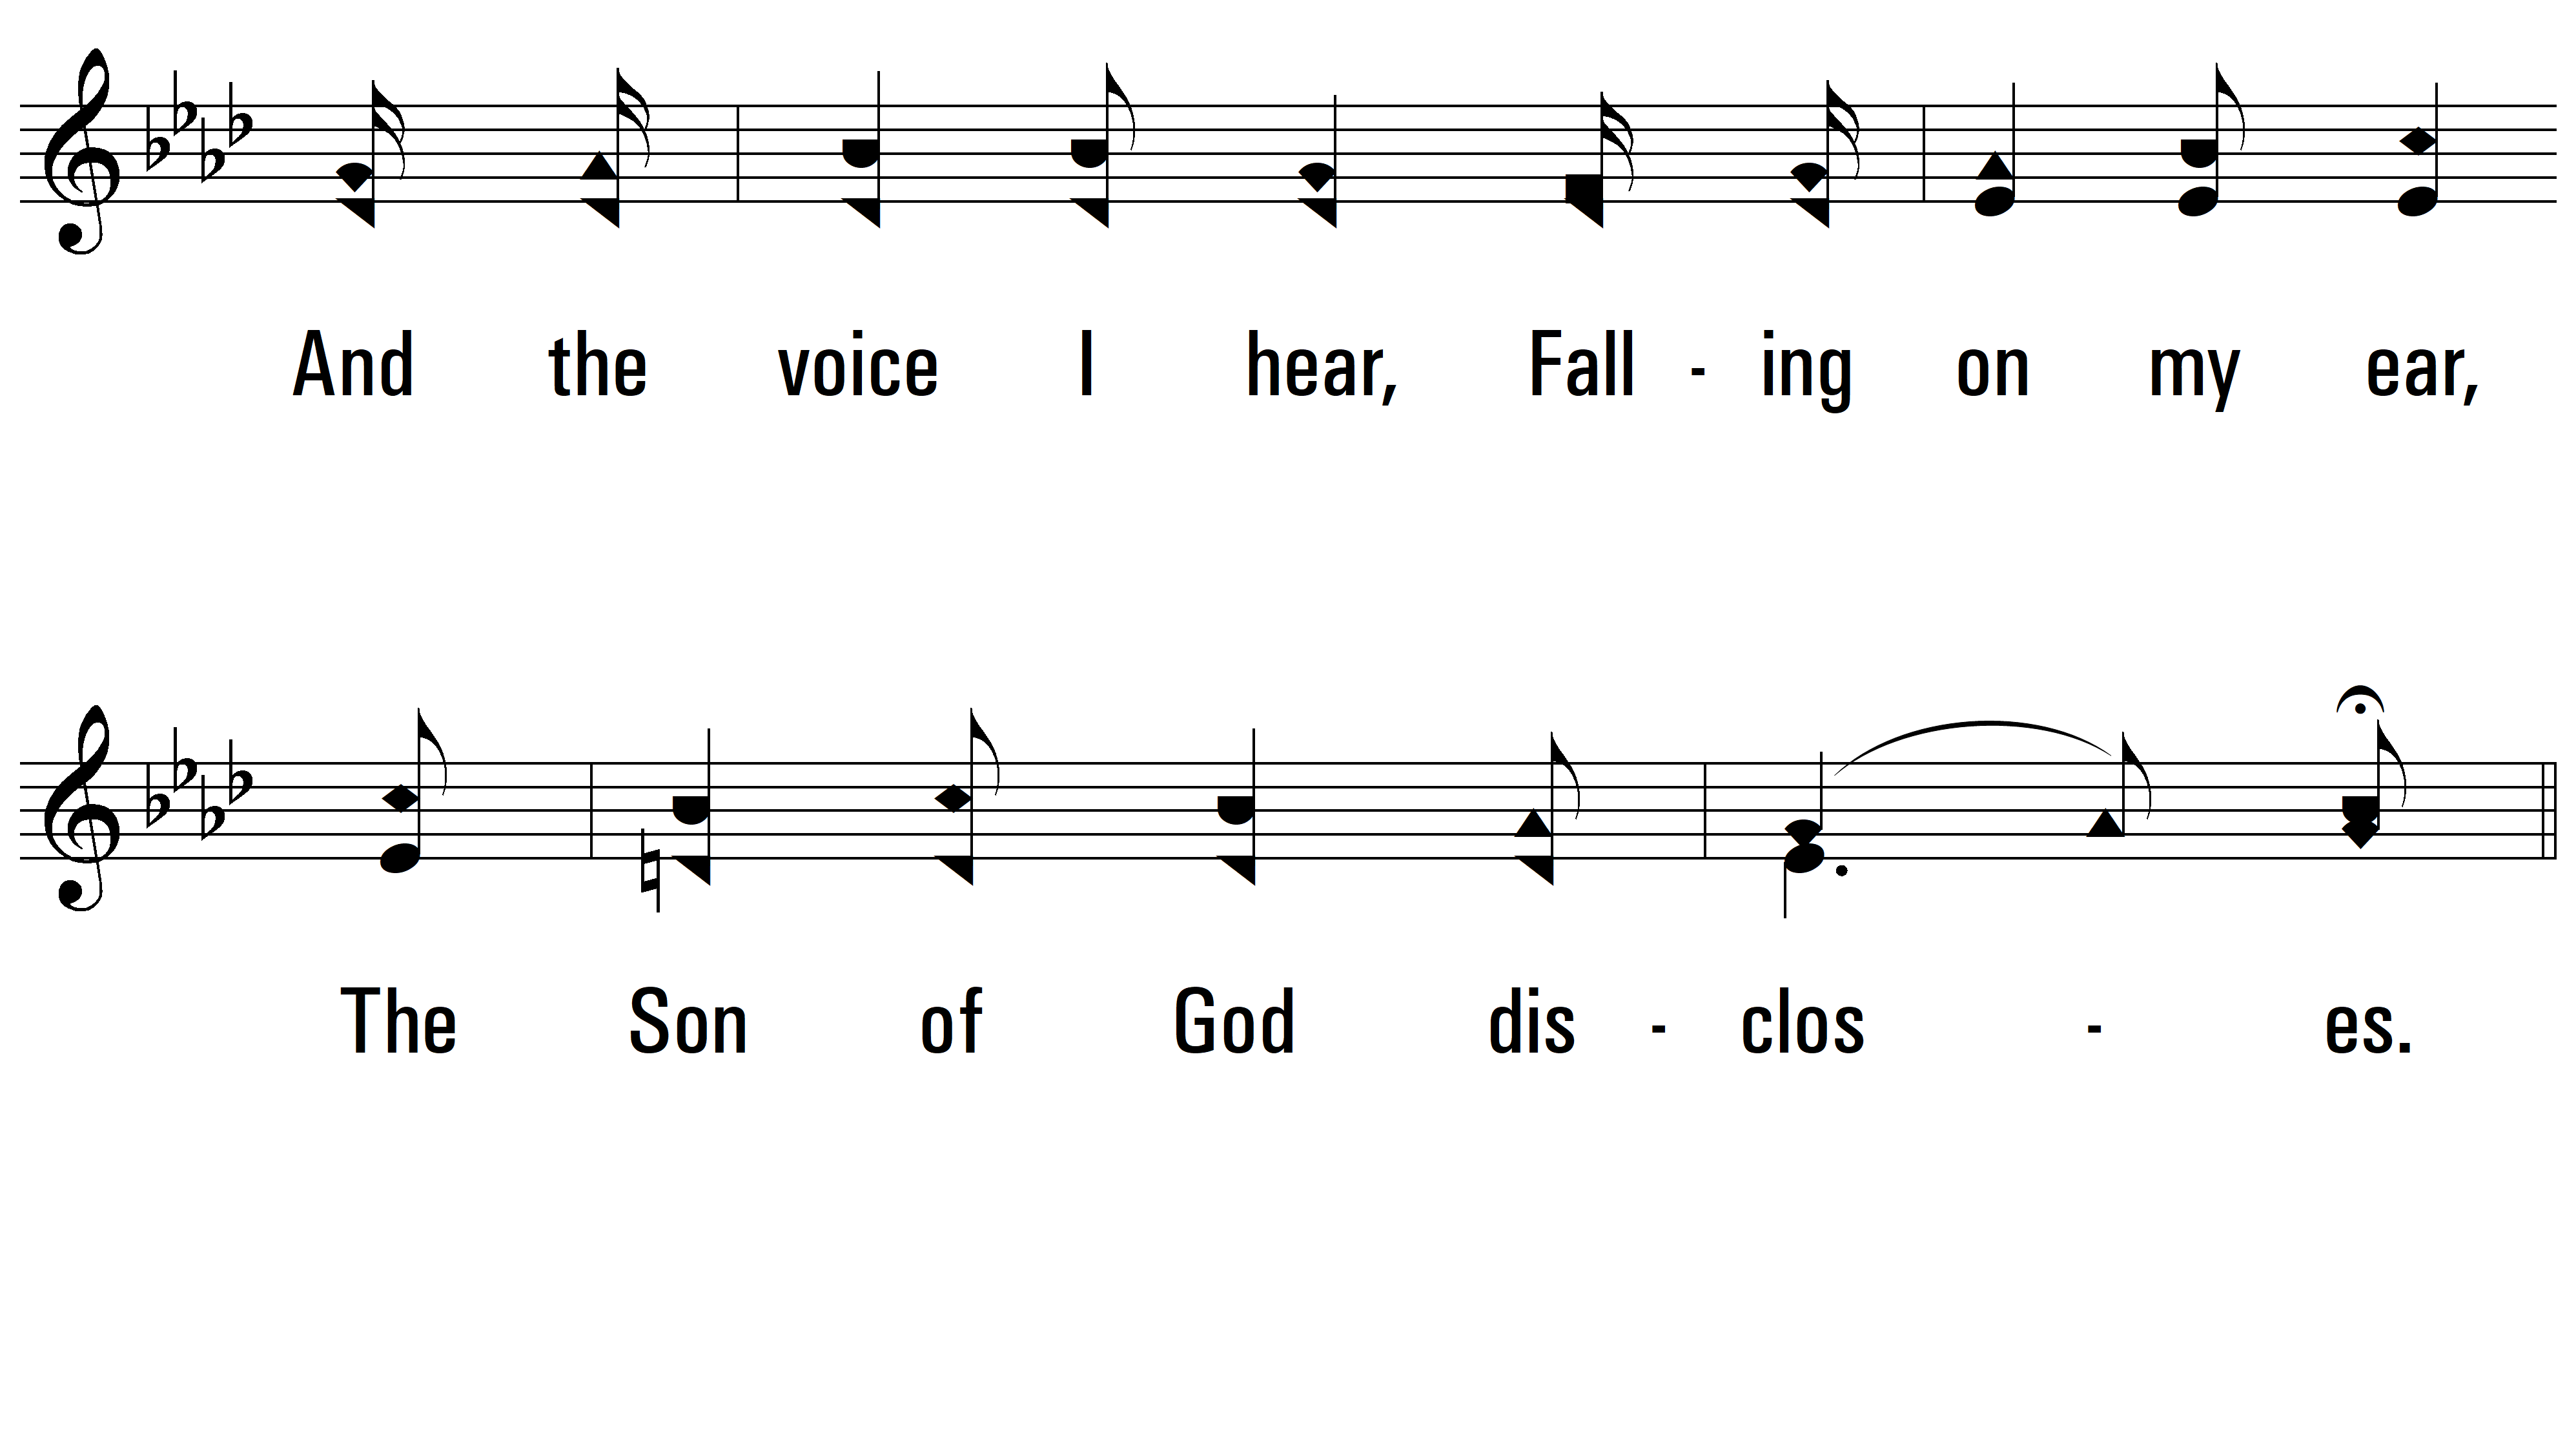 And the voice I hear, Fall - ing on my ear,
The Son of God dis - clos - es.